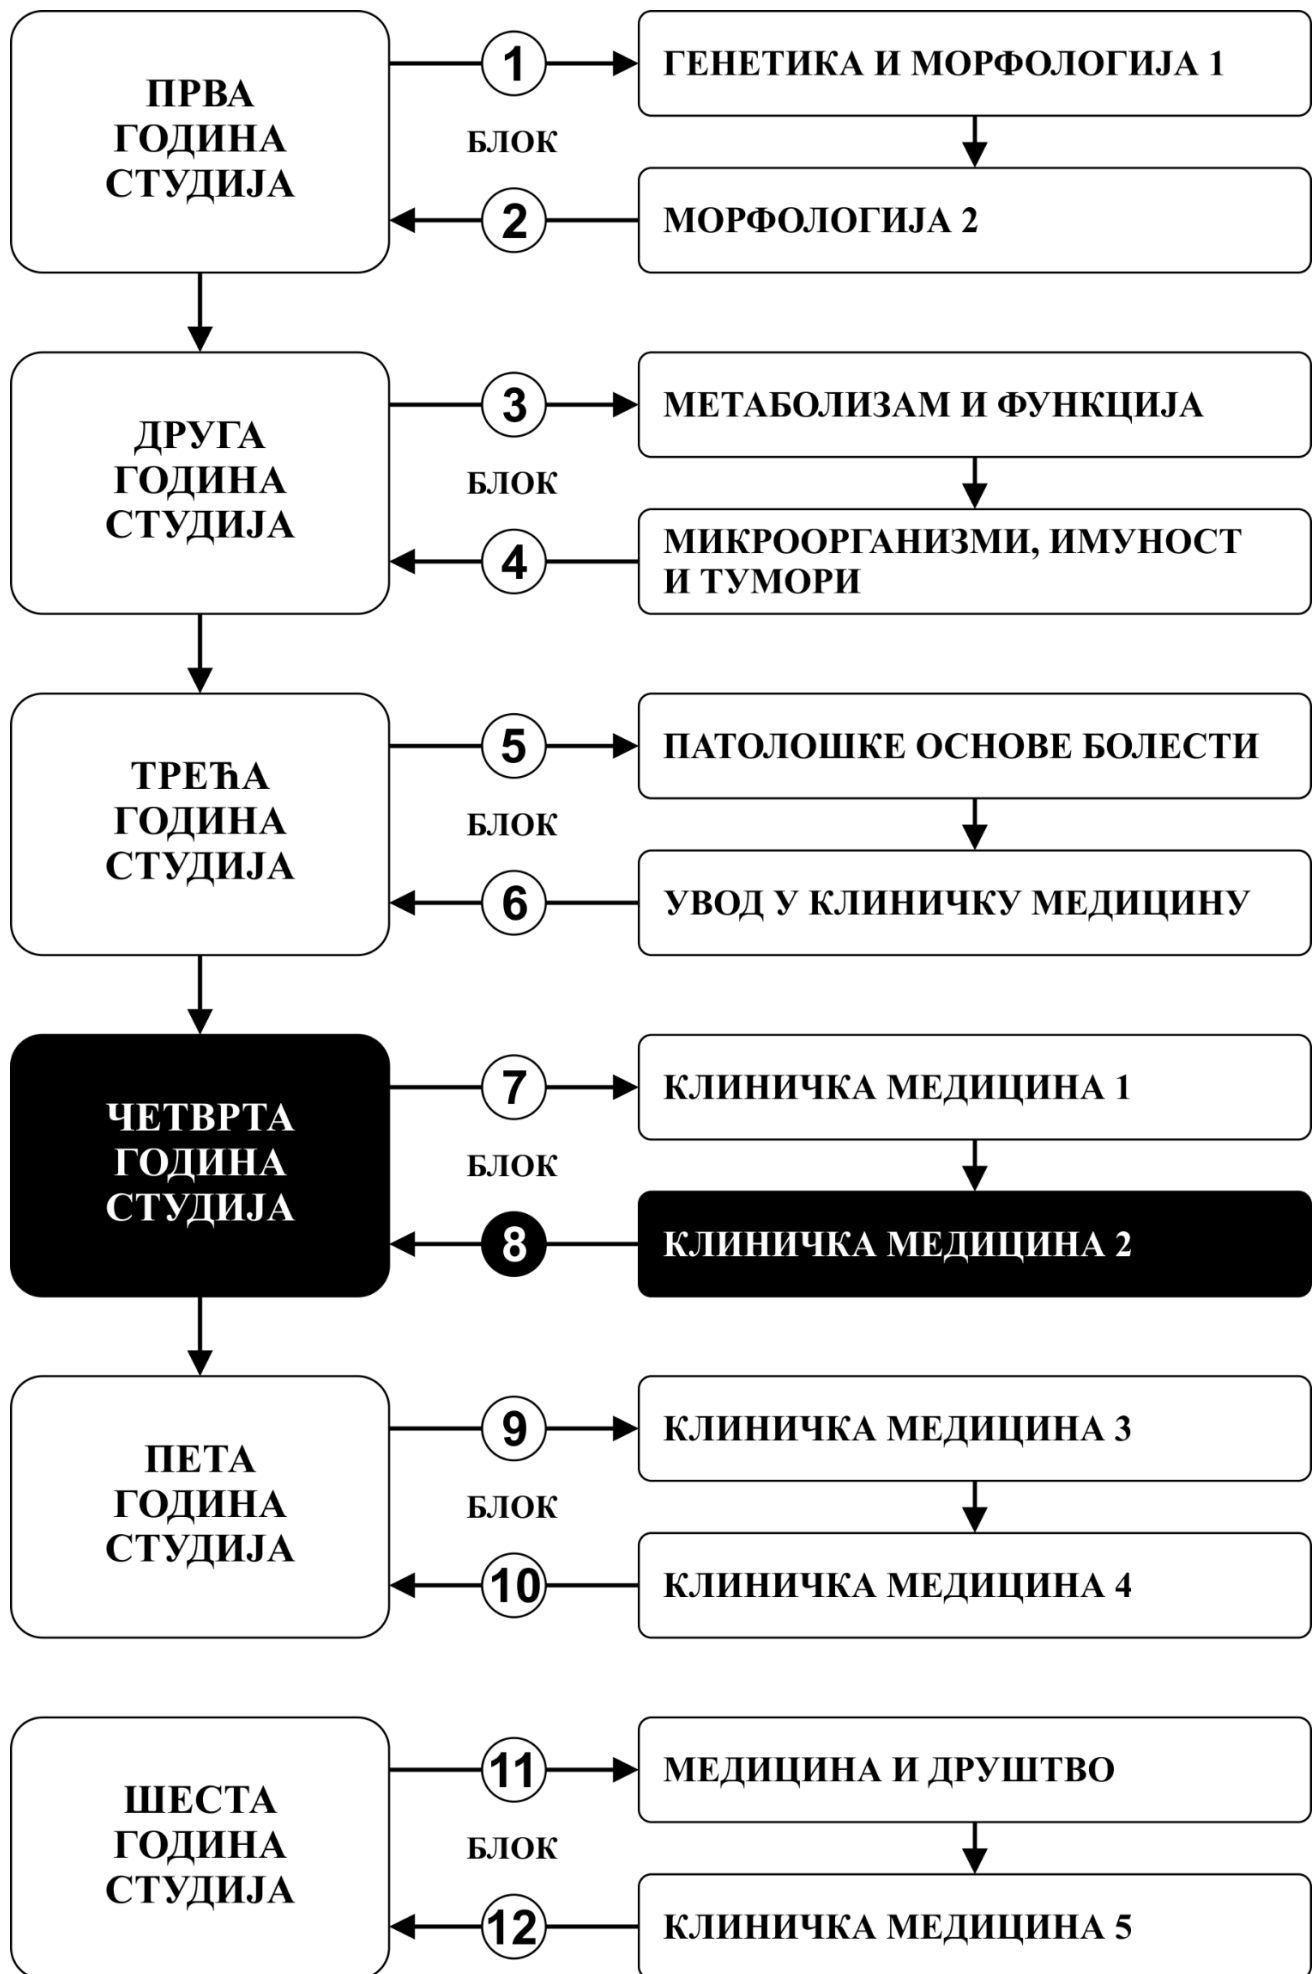 ПРВА
ГОДИНА
СТУДИЈА
1
БЛОК
2
ГЕНЕТИКА И МОРФОЛОГИЈА 1
МОРФОЛОГИЈА 2
ДРУГА
ГОДИНА
СТУДИЈА
3
БЛОК
4
МЕТАБОЛИЗАМ И ФУНКЦИЈА
МИКРООРГАНИЗМИ, ИМУНОСТ
И ТУМОРИ
ТРЕЋА
ГОДИНА
СТУДИЈА
5
БЛОК
6
ПАТОЛОШКЕ ОСНОВЕ БОЛЕСТИ
УВОД У КЛИНИЧКУ МЕДИЦИНУ
ЧЕТВРТА
ГОДИНА
СТУДИЈА
7
БЛОК
8
КЛИНИЧКА МЕДИЦИНА 1
КЛИНИЧКА МЕДИЦИНА 2
ПЕТА
ГОДИНА
СТУДИЈА
9
БЛОК
10
КЛИНИЧКА МЕДИЦИНА 3
КЛИНИЧКА МЕДИЦИНА 4
ШЕСТА
ГОДИНА
СТУДИЈА
11
БЛОК
12
МЕДИЦИНА И ДРУШТВО
КЛИНИЧКА МЕДИЦИНА 5